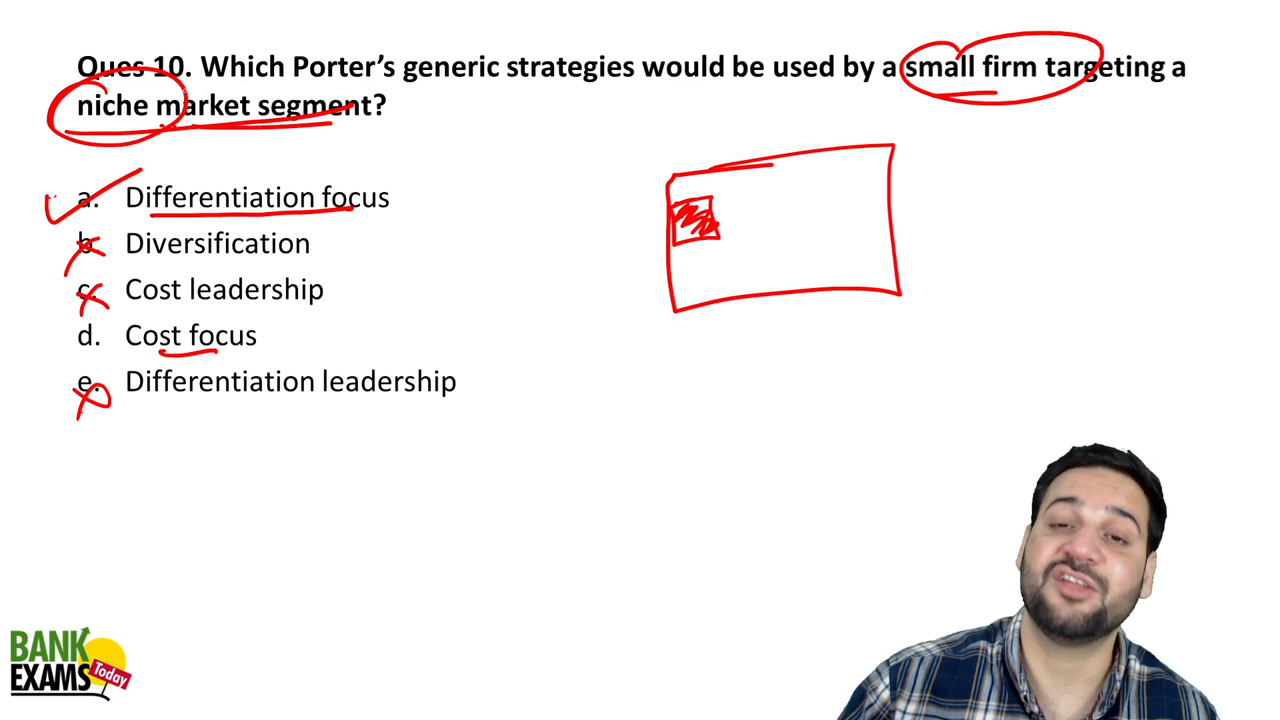 Ques 10. Which Porter’s generic strategies would be used by a small firm targeting a
niche market segment?
a. Differentiation focus
b. Diversification
c. Cost leadership
d. Cost focus
e. Differentiation leadership
BANK
EXAMS Today